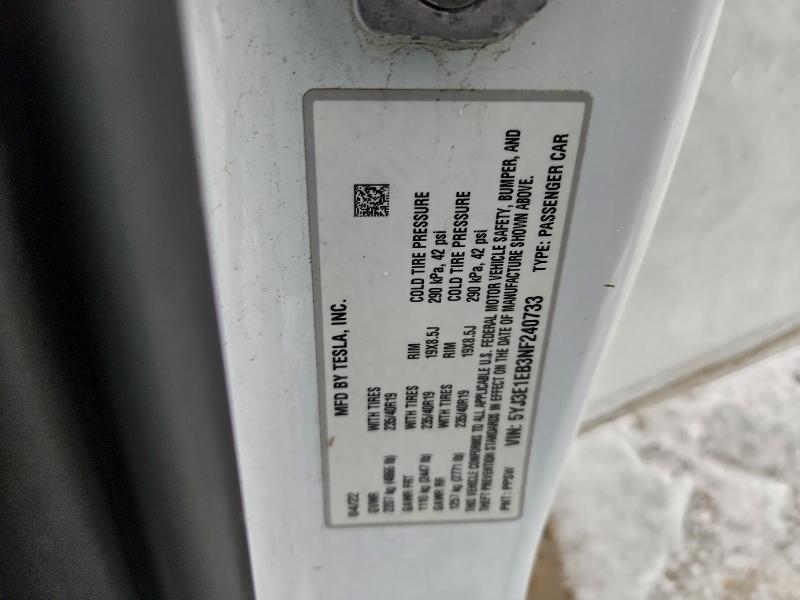 MFD BY TESLA, INC.
04/22
GVWR WITH TIRES
2207 kg (4866 lb) 235/40R19
GAWR FRT WITH TIRES RIM COLD TIRE PRESSURE
1110 kg (2447 lb) 235/40R19 19X8.5J 290 kPa, 42 psi
GAWR RR WITH TIRES RIM COLD TIRE PRESSURE
1257 kg (2771 lb) 235/40R19 19X8.5J 290 kPa, 42 psi
THIS VEHICLE CONFORMS TO ALL APPLICABLE U.S. FEDERAL MOTOR VEHICLE SAFETY, BUMPER, AND
THEFT PREVENTION STANDARDS IN EFFECT ON THE DATE OF MANUFACTURE SHOWN ABOVE.
PNT: PPSW VIN: 5YJ3E1EB3NF240733 TYPE: PASSENGER CAR